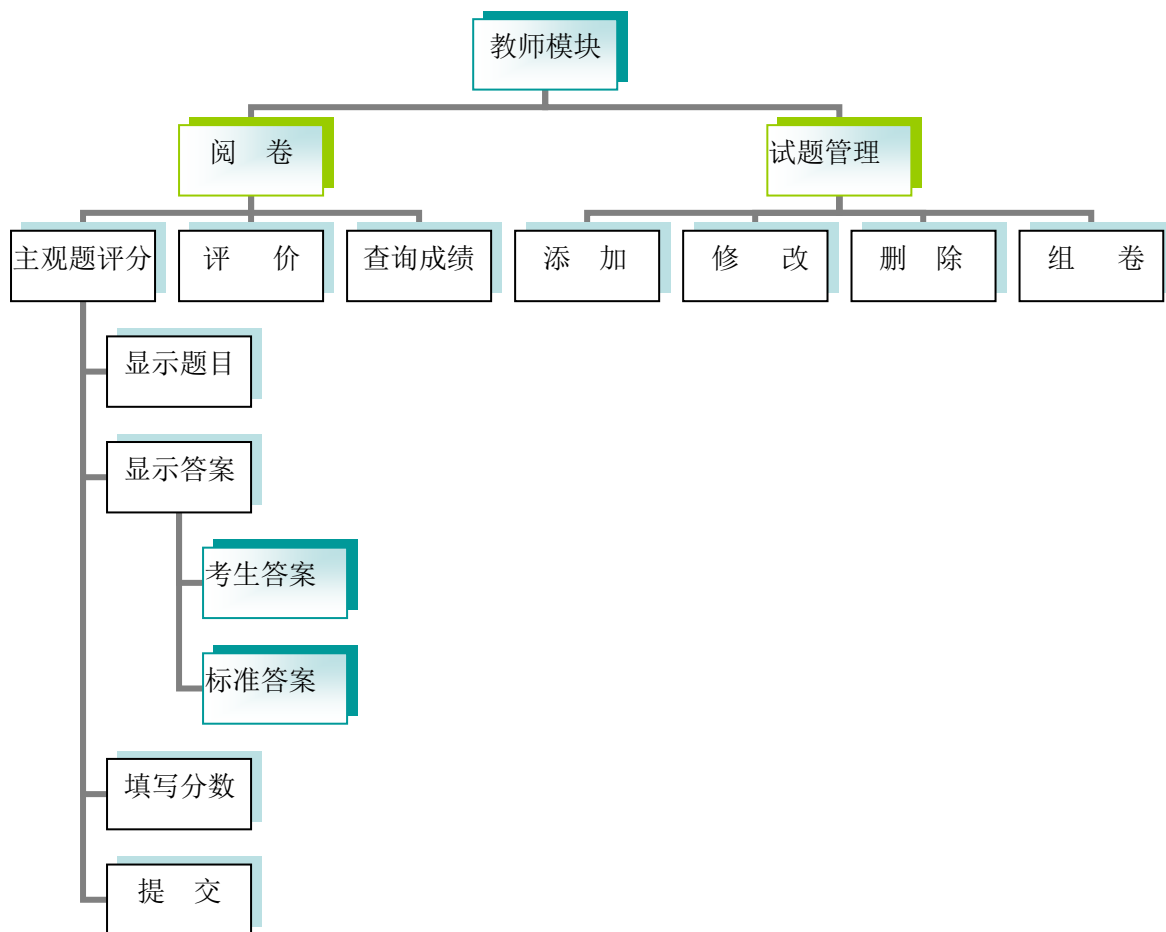 教师模块
阅 卷
试题管理
主观题评分
评 价
查询成绩
添 加
修 改
删 除
组 卷
显示题目
显示答案
考生答案
标准答案
填写分数
提 交